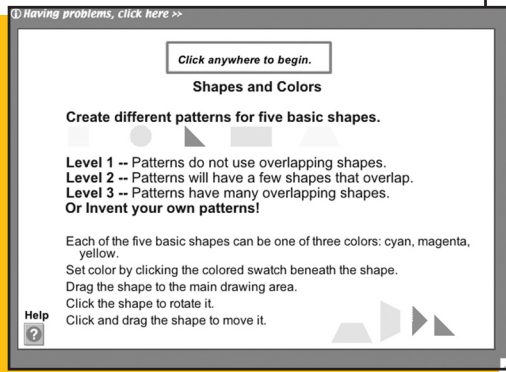 Having problems, click here >>
Click anywhere to begin.
Shapes and Colors
Create different patterns for five basic shapes.
Level 1 -- Patterns do not use overlapping shapes.
Level 2 -- Patterns will have a few shapes that overlap.
Level 3 -- Patterns have many overlapping shapes.
Or Invent your own patterns!
Each of the five basic shapes can be one of three colors: cyan, magenta,
yellow.
Set color by clicking the colored swatch beneath the shape.
Drag the shape to the main drawing area.
Click the shape to rotate it.
Click and drag the shape to move it.
Help
?